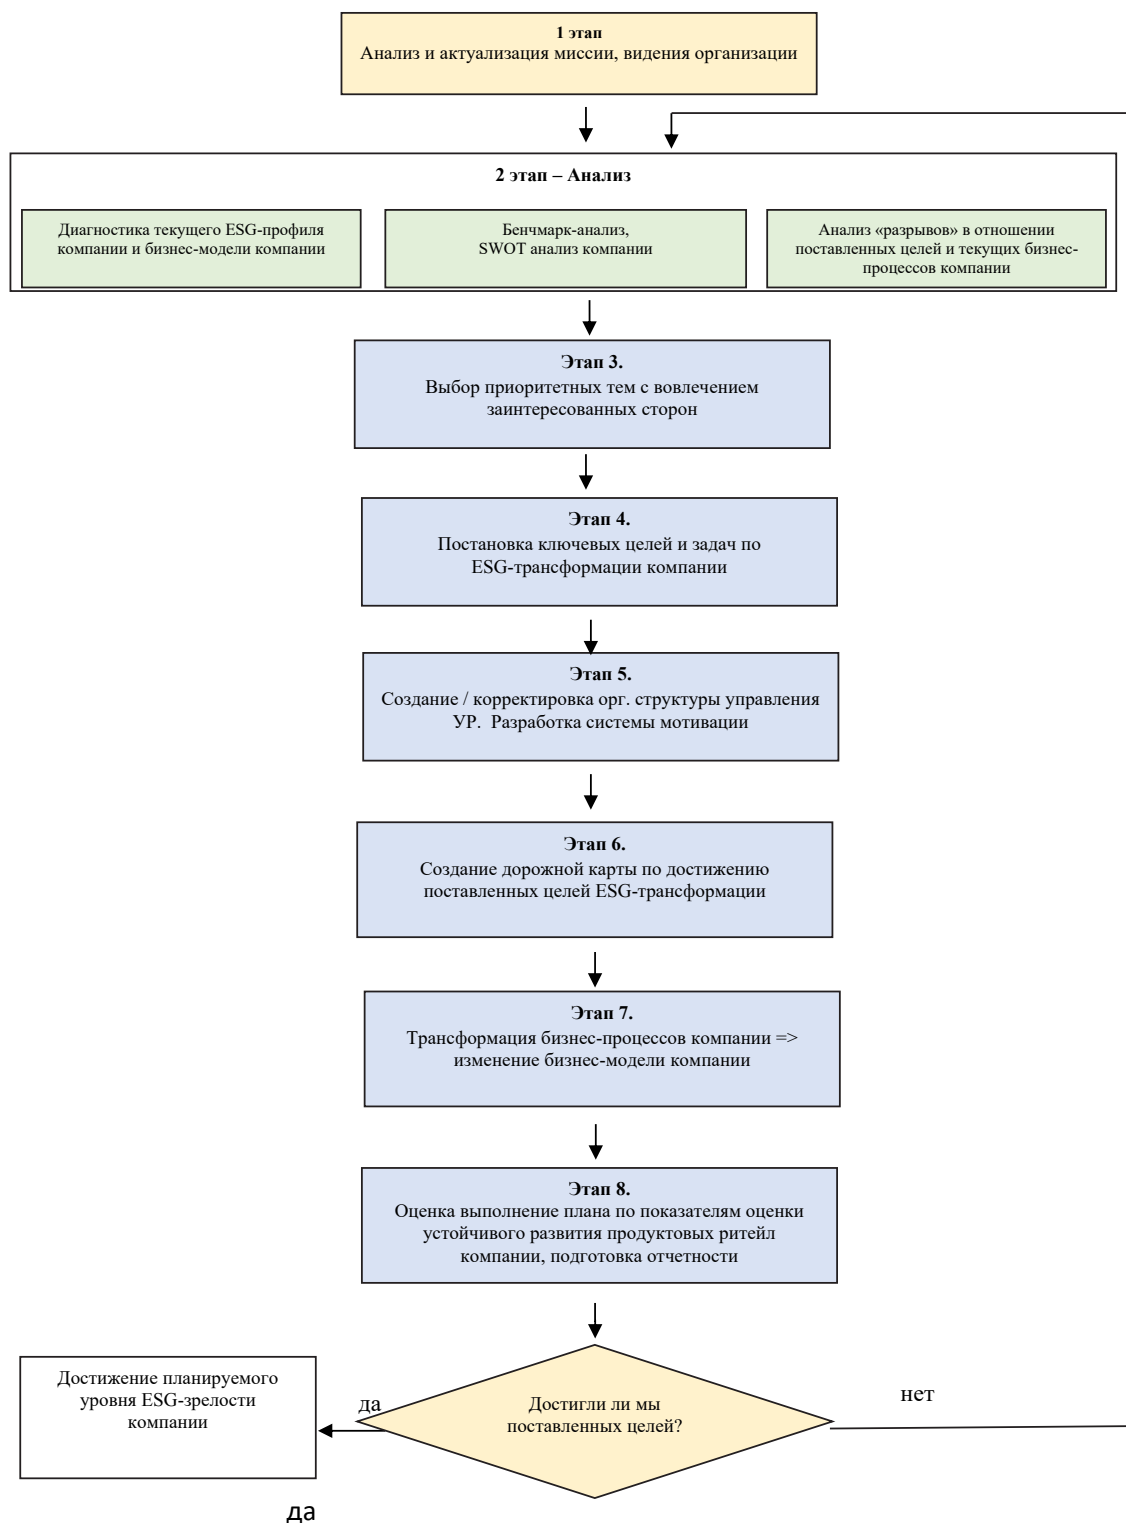 1 этап
Анализ и актуализация миссии, видения организации
2 этап – Анализ
Диагностика текущего ESG-профиля
компании и бизнес-модели компании
Бенчмарк-анализ,
SWOT анализ компании
Анализ «разрывов» в отношении
поставленных целей и текущих бизнес-
процессов компании
Этап 3.
Выбор приоритетных тем с вовлечением
заинтересованных сторон
Этап 4.
Постановка ключевых целей и задач по
ESG-трансформации компании
Этап 5.
Создание / корректировка орг. структуры управления
УР. Разработка системы мотивации
Этап 6.
Создание дорожной карты по достижению
поставленных целей ESG-трансформации
Этап 7.
Трансформация бизнес-процессов компании =>
изменение бизнес-модели компании
Этап 8.
Оценка выполнение плана по показателям оценки
устойчивого развития продуктовых ритейл
компании, подготовка отчетности
Достижение планируемого
уровня ESG-зрелости
компании
да
Достигли ли мы
поставленных целей?
нет
да